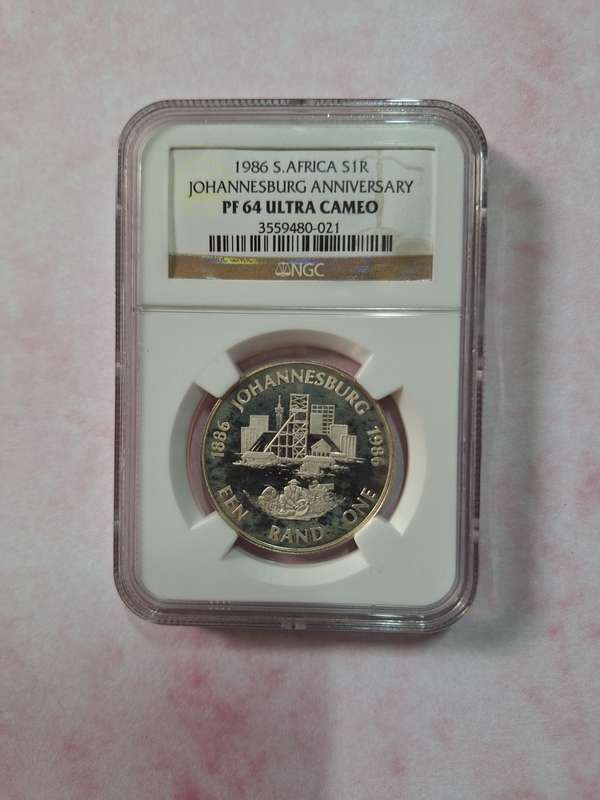 1986 S.AFRICA S1R
JOHANNESBURG ANNIVERSARY
PF 64 ULTRA CAMEO
3559480-021
NGC
1886 JOHANNESBURG 1986
EEN RAND ONE